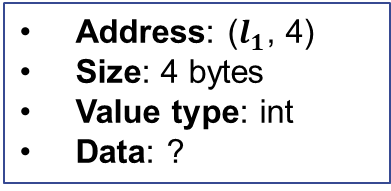 • Address: (l₁, 4)
• Size: 4 bytes
• Value type: int
• Data: ?